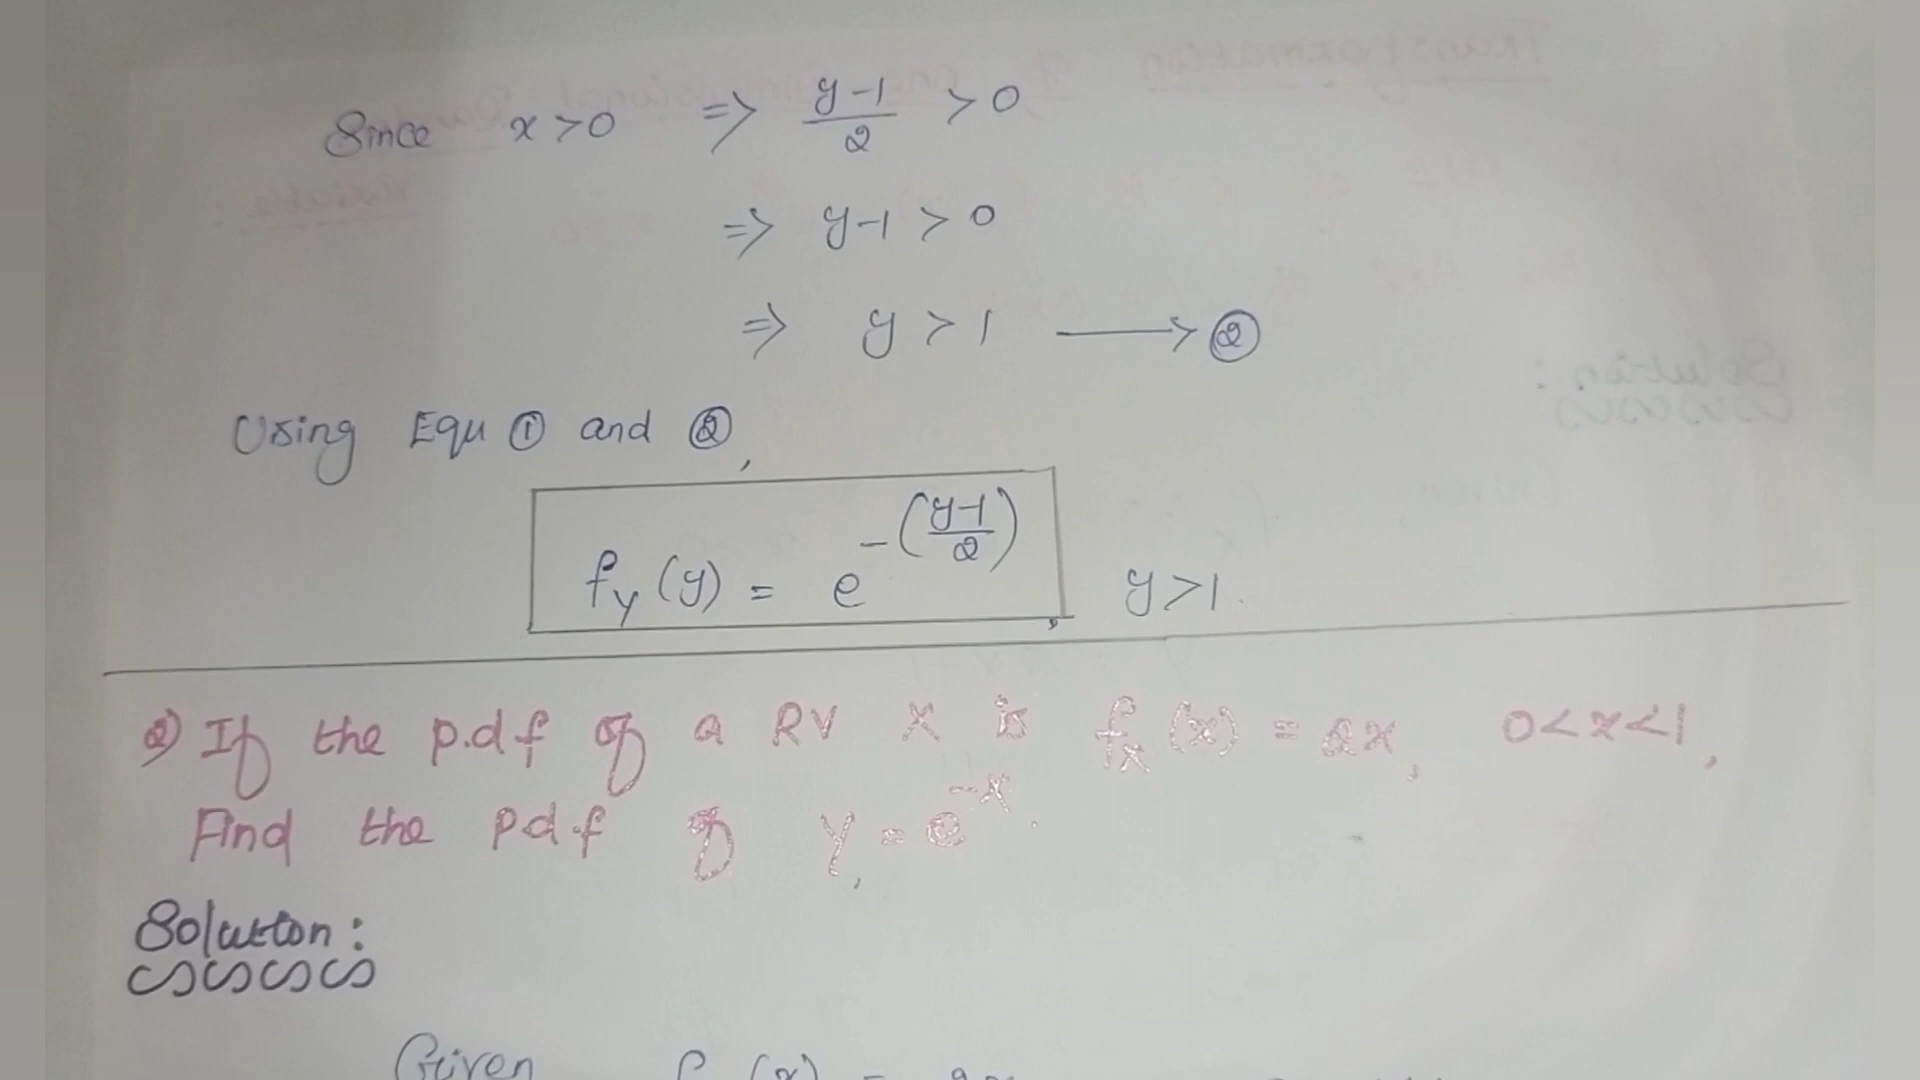 Since x > 0 => (y-1)/2 > 0
=> y-1 > 0
=> y > 1 → ②
Using Equ ① and ②,
f_Y (y) = e^-((y-1)/2), y > 1.
2) If the p.d.f of a RV X is f_X (x) = 2x, 0<x<1,
Find the p.d.f of Y = e^-X.
Solution:
Given